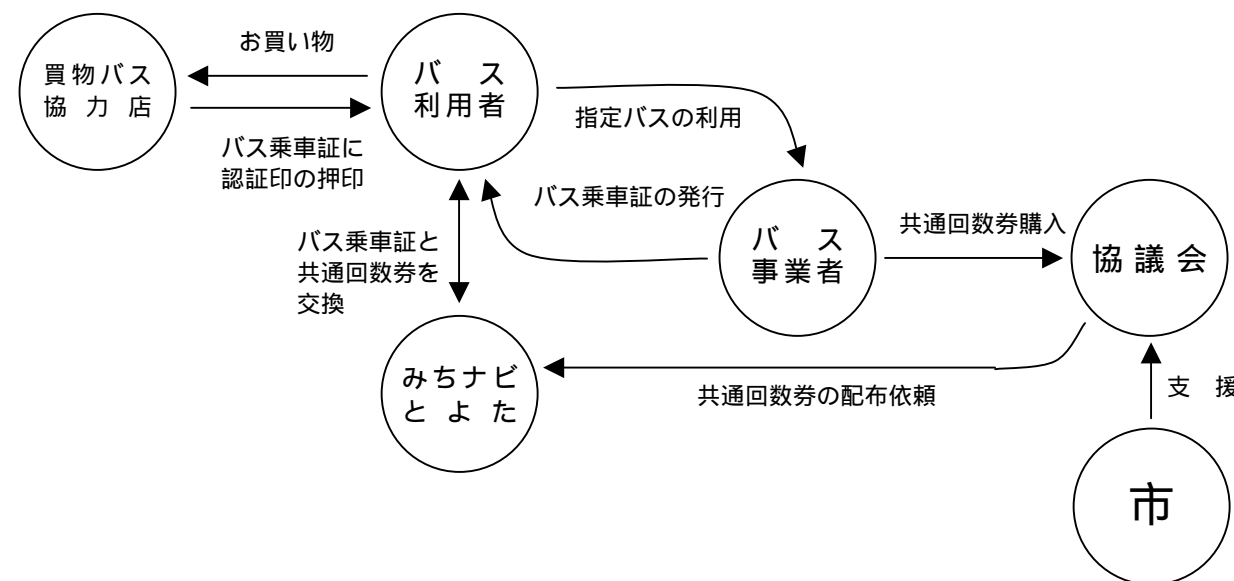 お買い物
買物バス
協力店
バス
利用者
指定バスの利用
バス乗車証に
認証印の押印
バス乗車証の発行
バス乗車証と
共通回数券を
交換
バス
事業者
共通回数券購入
協議会
みちナビ
とよた
共通回数券の配布依頼
支援
市